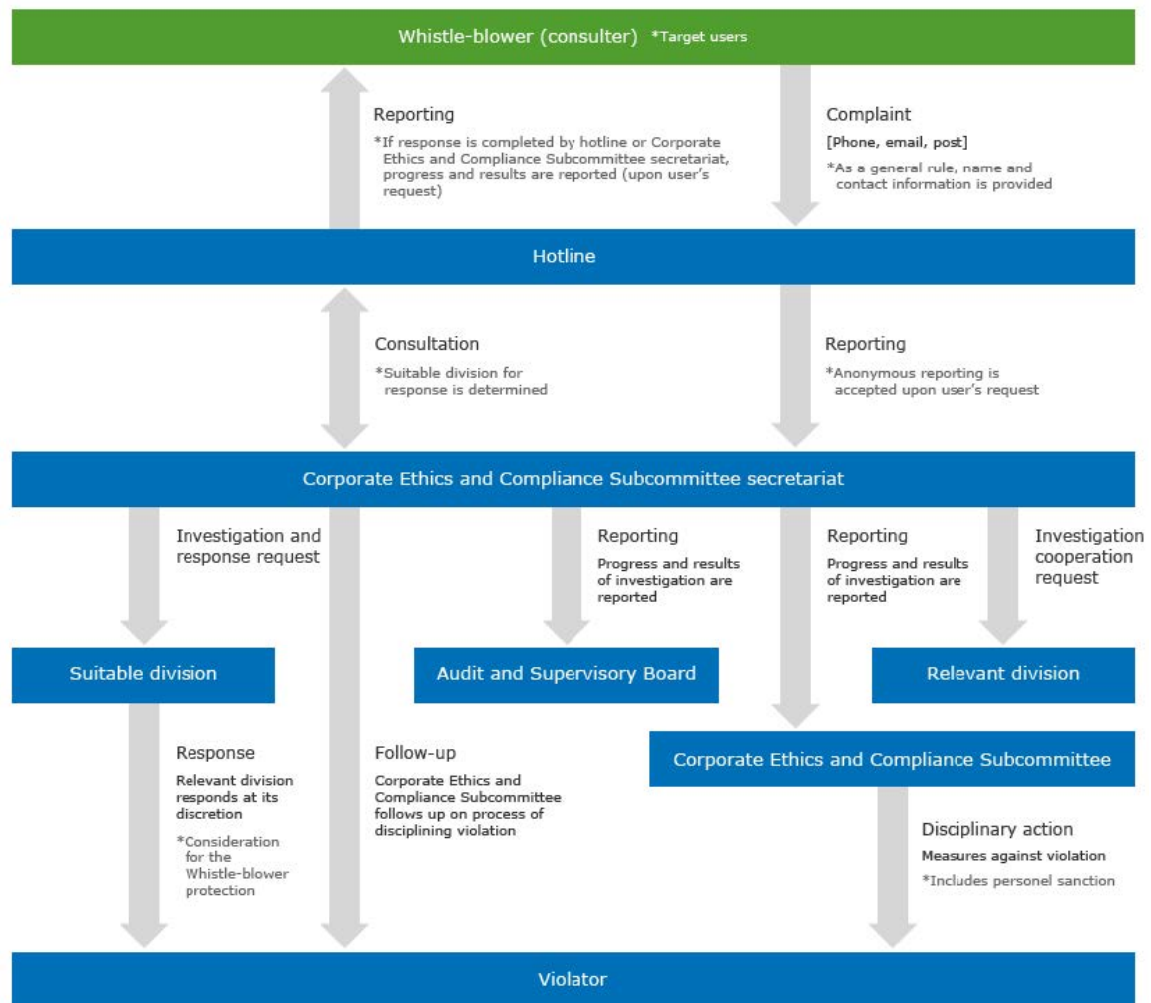 Whistle-blower (consulter) *Target users
Reporting
*If response is completed by hotline or Corporate
Ethics and Compliance Subcommittee secretariat,
progress and results are reported (upon user's
request)
Complaint
[Phone, email, post]
*As a general rule, name and
contact information is provided
Hotline
Consultation
*Suitable division for
response is determined
Reporting
*Anonymous reporting is
accepted upon user's request
Corporate Ethics and Compliance Subcommittee secretariat
Investigation and
response request
Reporting
Progress and results
of investigation are
reported
Reporting
Progress and results
of investigation are
reported
Investigation
cooperation
request
Suitable division
Audit and Supervisory Board
Relevant division
Corporate Ethics and Compliance Subcommittee
Response
Relevant division
responds at its
discretion
*Consideration
for the
Whistle-blower
protection
Follow-up
Corporate Ethics and
Compliance Subcommittee
follows up on process of
disciplining violation
Disciplinary action
Measures against violation
*Includes personel sanction
Violator